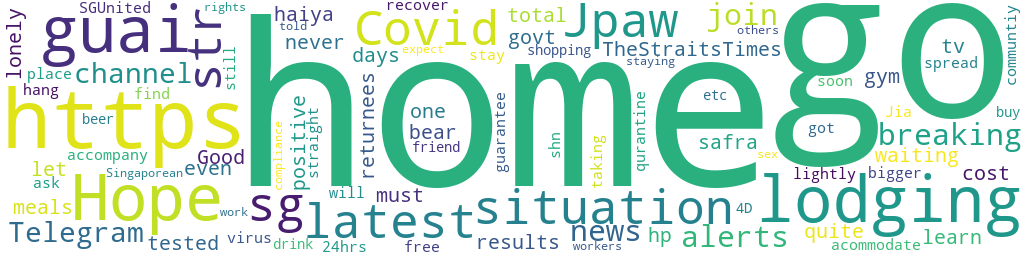 home go
https
guai
Covid
Jpaw
Hope
lodging
situation
latest
sg
str
join
channel
breaking
Telegram
news
alerts
total
TheStraitsTimes
govt
haiya
never
days
recover
stay
expect
told
others
shopping
staying
SGUnited
rights
lonely
place
hang
find
still
beer
accompany
Singaporean
Good
even
let
ask
meals
tested
work
virus
drink
24hrs
will
must
free
results
workers
hp
4D
quite
acommodate
learn
bigger
lightly
cost
waiting
Jia
buy
communtiy
spread
tv
gym
soon
got
etc
safra
sex
taking
qurantine
shn
guarantee
one
bear
friend
returnees
positive
straight
compliance